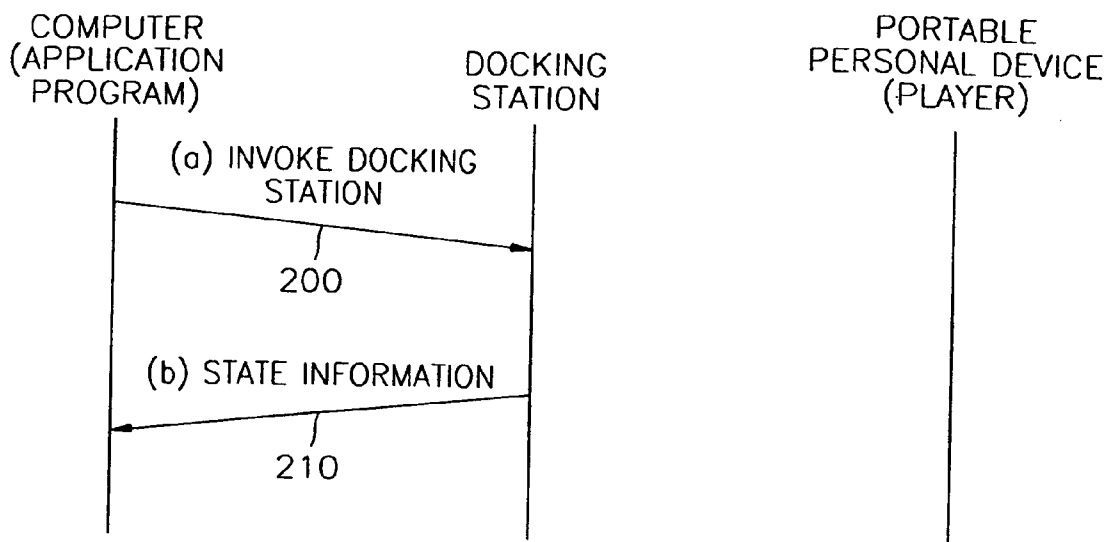 COMPUTER
(APPLICATION
PROGRAM)
DOCKING
STATION
PORTABLE
PERSONAL DEVICE
(PLAYER)
(a) INVOKE DOCKING
STATION
200
(b) STATE INFORMATION
210